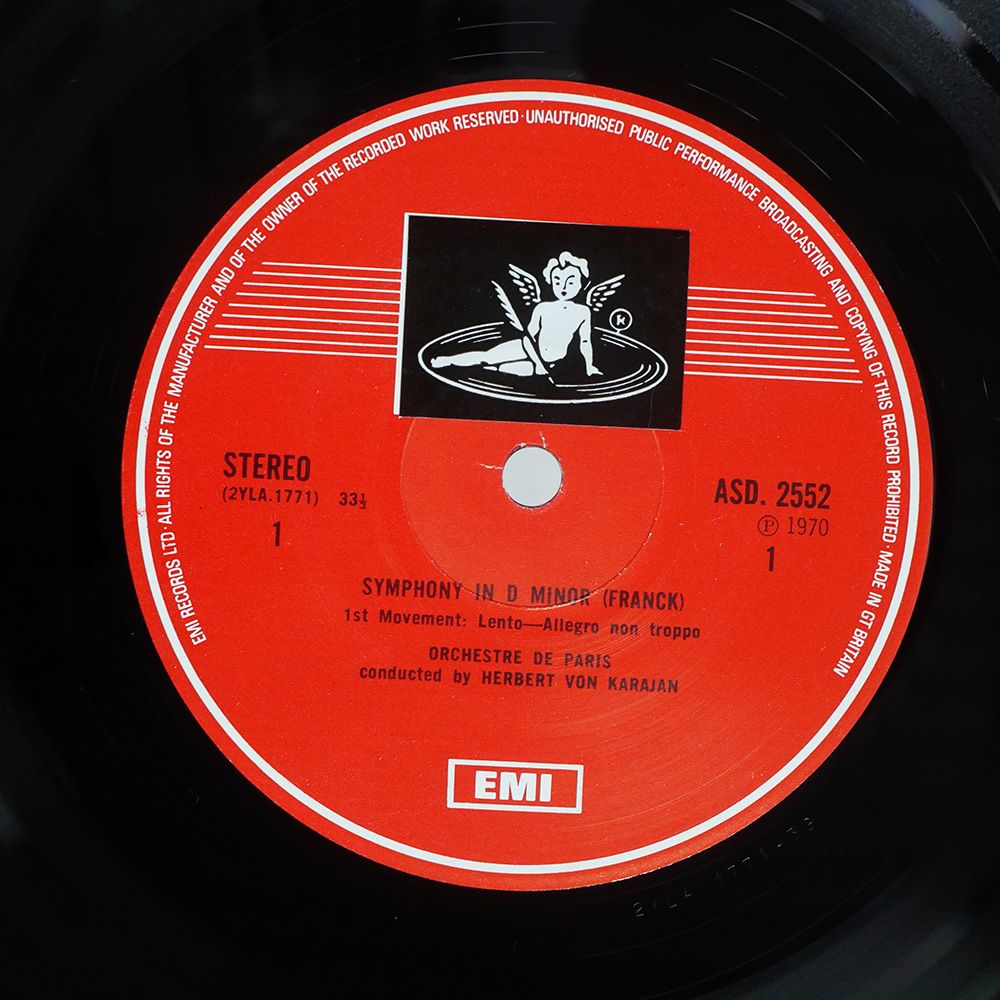 EMI RECORDS LTD · ALL RIGHTS OF THE MANUFACTURER AND OF THE OWNER OF THE RECORDED WORK RESERVED · UNAUTHORISED PUBLIC PERFORMANCE BROADCASTING AND COPYING OF THIS RECORD PROHIBITED · MADE IN GT BRITAIN
STEREO
(2YLA.1771) 33⅓
1
ASD. 2552
Ⓟ 1970
1
SYMPHONY IN D MINOR (FRANCK)
1st Movement: Lento—Allegro non troppo
ORCHESTRE DE PARIS
conducted by HERBERT VON KARAJAN
EMI